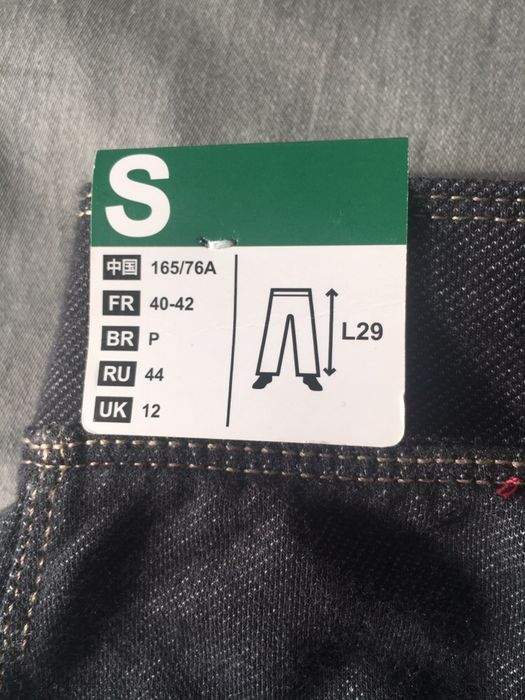 S
中国 165/76A
FR 40-42
BR P
RU 44
UK 12
L29